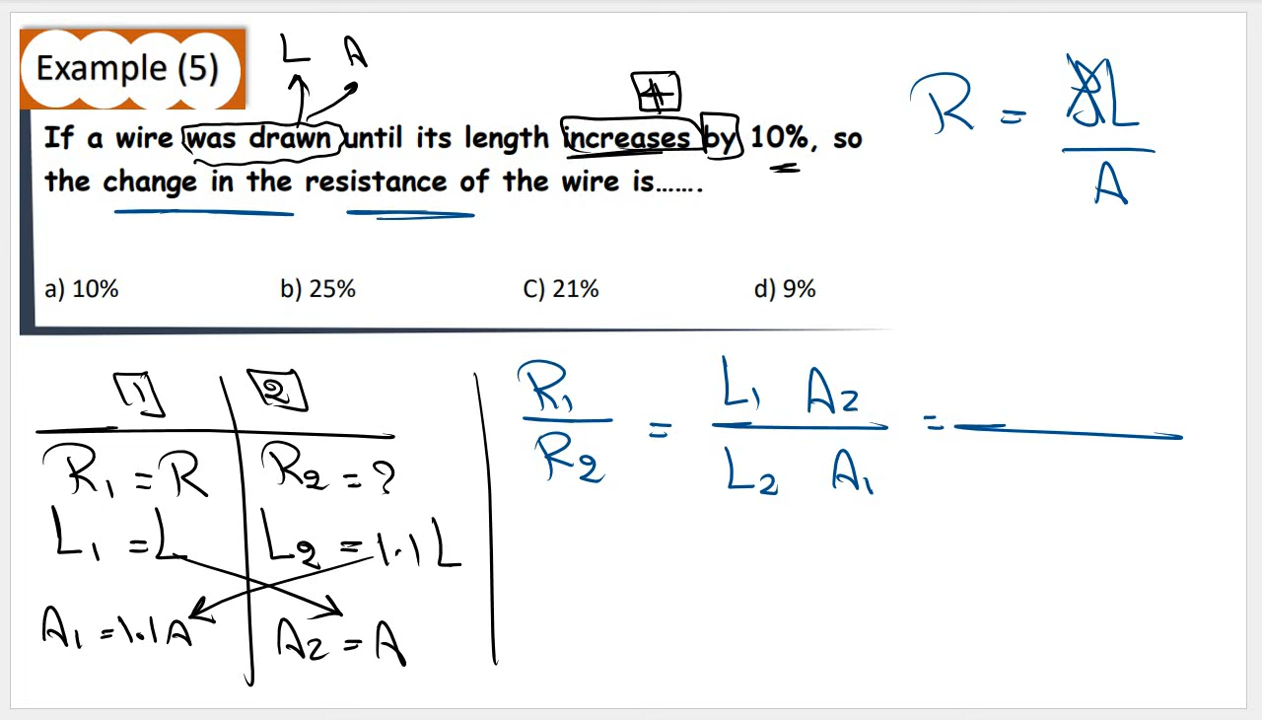 Example (5)
L A
+
If a wire was drawn until its length increases by 10%, so
the change in the resistance of the wire is…….
R = ρL / A
a) 10% b) 25% C) 21% d) 9%
1 2
R₁ = R R₂ = ?
L₁ = L L₂ = 1.1 L
A₁ = 1.1A A₂ = A
R₁ / R₂ = L₁ A₂ / L₂ A₁ =